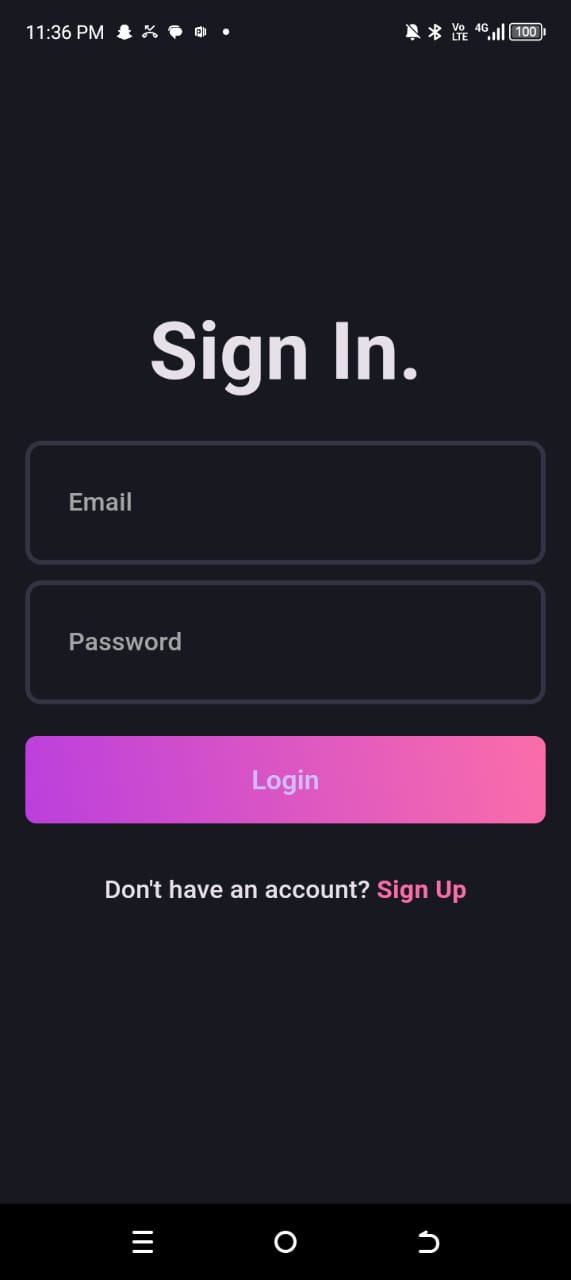 11:36 PM Vo LTE 4G 100
Sign In.
Email
Password
Login
Don't have an account? Sign Up